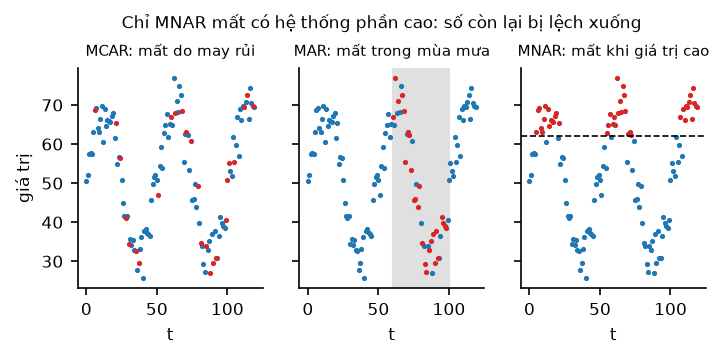 Chỉ MNAR mất có hệ thống phần cao: số còn lại bị lệch xuống
MCAR: mất do may rủi
MAR: mất trong mùa mưa
MNAR: mất khi giá trị cao
giá trị
70
60
50
40
30
0 50 100
0 50 100
0 50 100
t
t
t